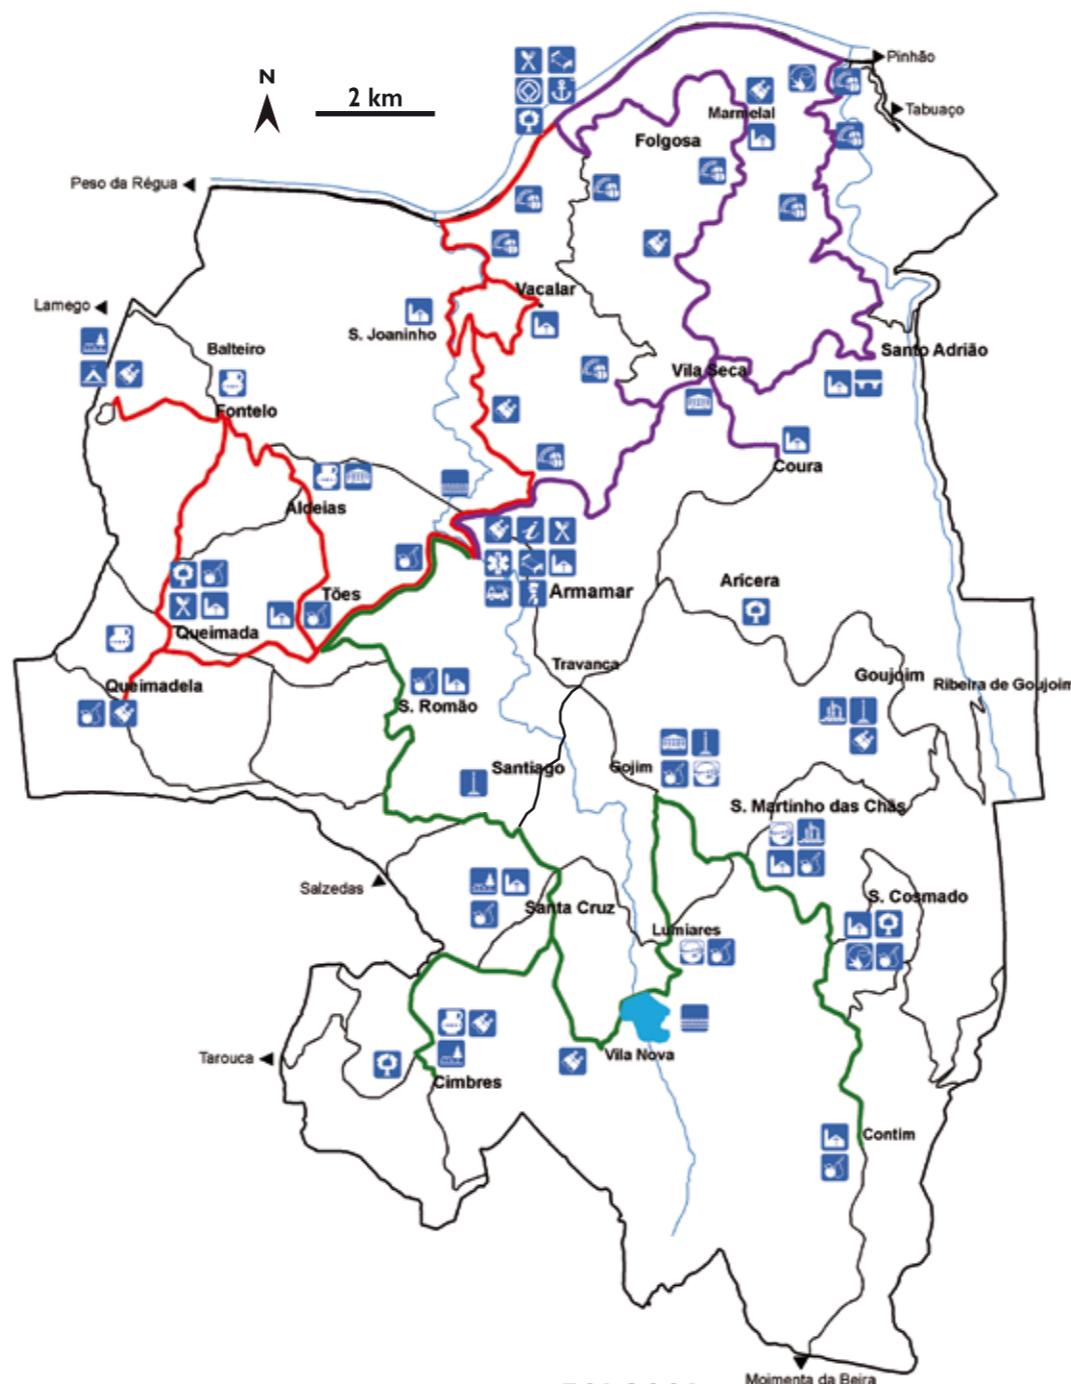 N
2 km
Pinhão
Marmelal
Tabuaço
Folgosa
Peso da Régua
Vacalar
Lamego
S. Joaninho
Balteiro
Santo Adrião
Vila Seca
Fontelo
Coura
Aldeias
Aricera
Tões
Armamar
Queimada
Travança
Goujoim
Ribeira de Goujoim
Queimadela
S. Romão
Santiago
Gojim
S. Martinho das Chãs
Salzedas
S. Cosmado
Santa Cruz
Lumiares
Vila Nova
Tarouca
Cimbres
Contim
Moimenta da Beira